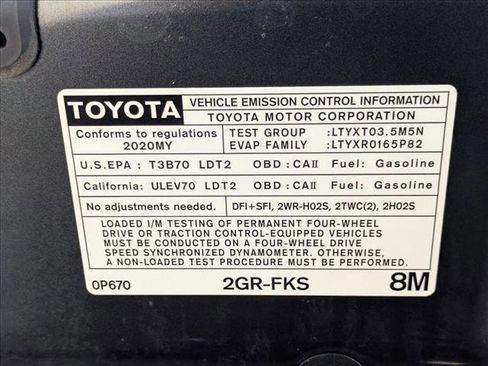 TOYOTA
VEHICLE EMISSION CONTROL INFORMATION
TOYOTA MOTOR CORPORATION
Conforms to regulations
2020MY
TEST GROUP :LTYXT03.5M5N
EVAP FAMILY :LTYXR0165P82
U.S.EPA : T3B70 LDT2 OBD : CAII Fuel: Gasoline
California: ULEV70 LDT2 OBD : CAII Fuel: Gasoline
No adjustments needed. DFI+SFI, 2WR-HO2S, 2TWC(2), 2HO2S
LOADED I/M TESTING OF PERMANENT FOUR-WHEEL
DRIVE OR TRACTION CONTROL-EQUIPPED VEHICLES
MUST BE CONDUCTED ON A FOUR-WHEEL DRIVE
SPEED SYNCHRONIZED DYNAMOMETER. OTHERWISE,
A NON-LOADED TEST PROCEDURE MUST BE PERFORMED.
0P670 2GR-FKS 8M